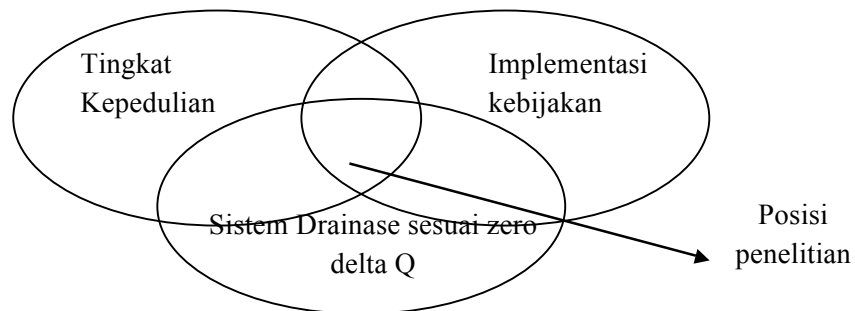 Tingkat
Kepedulian
Implementasi
kebijakan
Sistem Drainase sesuai zero
delta Q
Posisi
penelitian